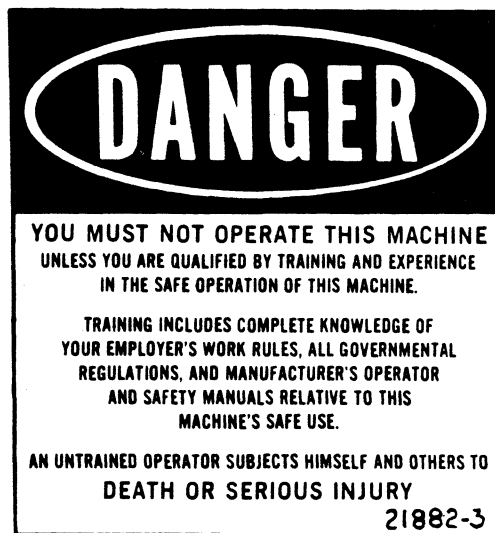 DANGER
YOU MUST NOT OPERATE THIS MACHINE
UNLESS YOU ARE QUALIFIED BY TRAINING AND EXPERIENCE
IN THE SAFE OPERATION OF THIS MACHINE.
TRAINING INCLUDES COMPLETE KNOWLEDGE OF
YOUR EMPLOYER'S WORK RULES, ALL GOVERNMENTAL
REGULATIONS, AND MANUFACTURER'S OPERATOR
AND SAFETY MANUALS RELATIVE TO THIS
MACHINE'S SAFE USE.
AN UNTRAINED OPERATOR SUBJECTS HIMSELF AND OTHERS TO
DEATH OR SERIOUS INJURY
21882-3